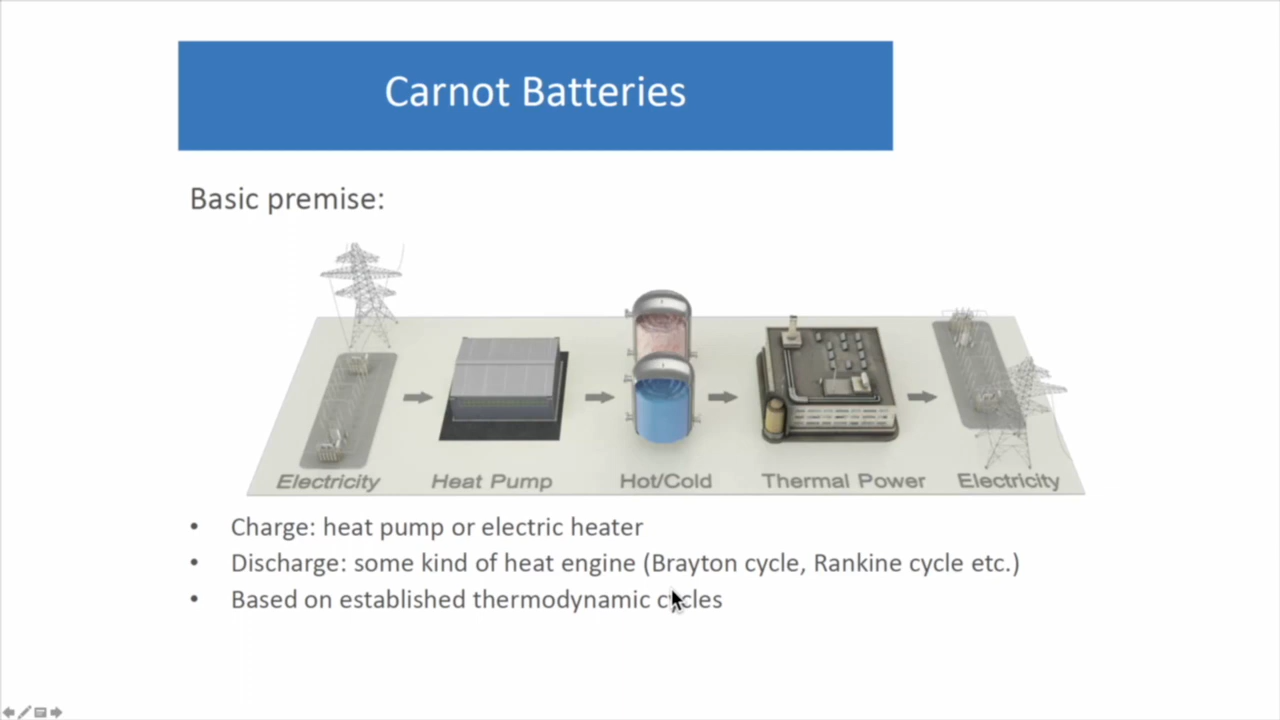 Carnot Batteries
Basic premise:
Electricity
Heat Pump
Hot/Cold
Thermal Power
Electricity
• Charge: heat pump or electric heater
• Discharge: some kind of heat engine (Brayton cycle, Rankine cycle etc.)
• Based on established thermodynamic cycles